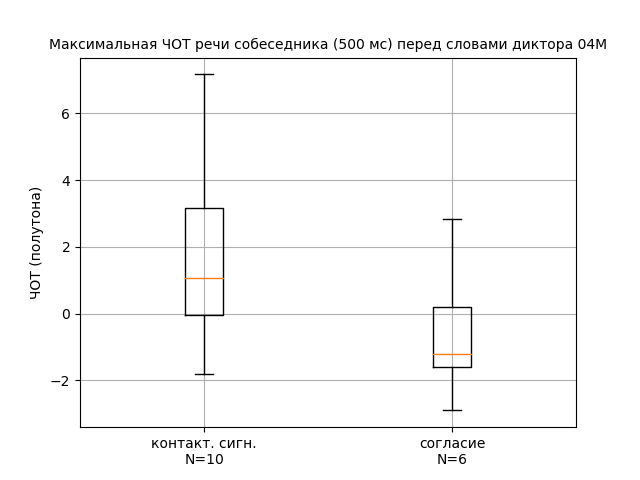 Максимальная ЧОТ речи собеседника (500 мс) перед словами диктора 04М
ЧОТ (полутона)
6
4
2
0
−2
контакт. сигн.
N=10
согласие
N=6